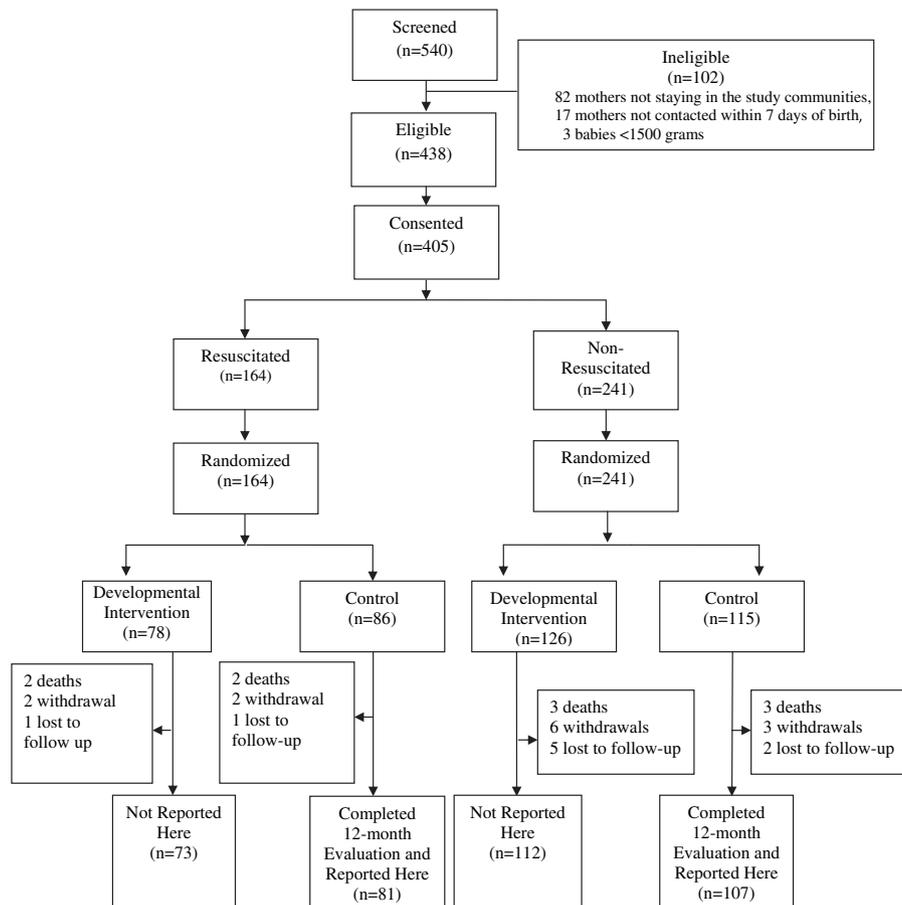 Screened
(n=540)
Ineligible
(n=102)
82 mothers not staying in the study communities,
17 mothers not contacted within 7 days of birth,
3 babies <1500 grams
Eligible
(n=438)
Consented
(n=405)
Resuscitated
(n=164)
Non-
Resuscitated
(n=241)
Randomized
(n=164)
Randomized
(n=241)
Developmental
Intervention
(n=78)
Control
(n=86)
Developmental
Intervention
(n=126)
Control
(n=115)
2 deaths
2 withdrawal
1 lost to
follow up
2 deaths
2 withdrawal
1 lost to
follow-up
3 deaths
6 withdrawals
5 lost to follow-up
3 deaths
3 withdrawals
2 lost to follow-up
Not Reported
Here
(n=73)
Completed
12-month
Evaluation and
Reported Here
(n=81)
Not Reported
Here
(n=112)
Completed
12-month
Evaluation and
Reported Here
(n=107)